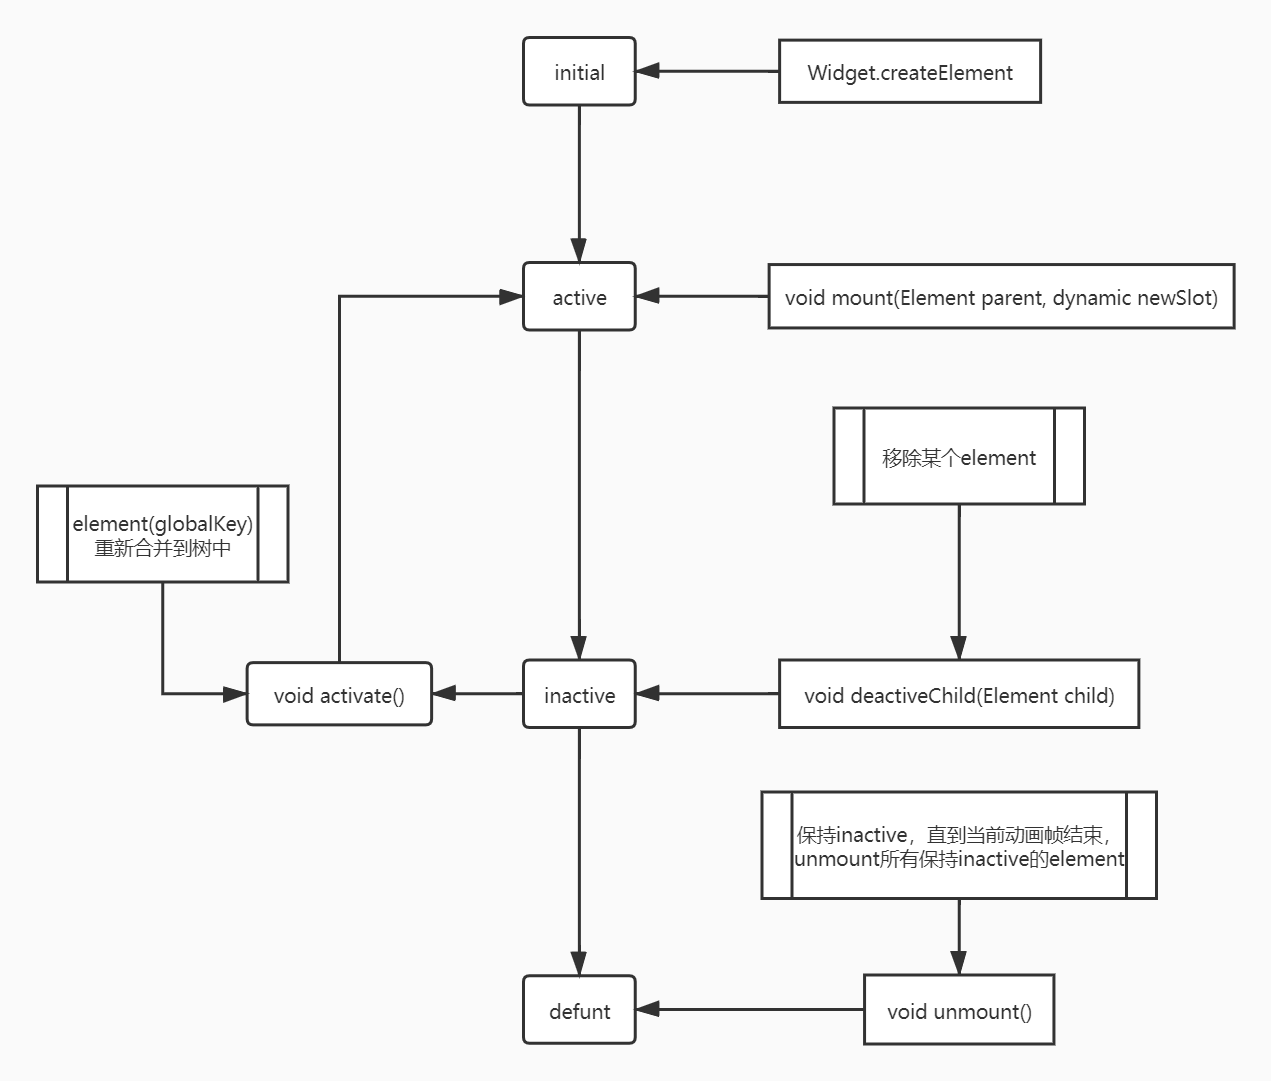 initial
Widget.createElement
active
void mount(Element parent, dynamic newSlot)
移除某个element
element(globalKey)
重新合并到树中
void activate()
inactive
void deactiveChild(Element child)
保持inactive，直到当前动画帧结束，
unmount所有保持inactive的element
defunt
void unmount()